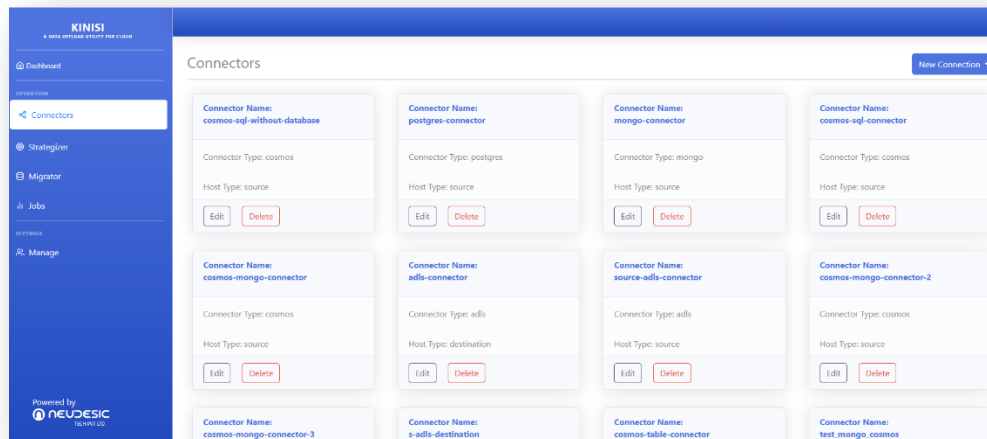 KINISI
A DATA OFFLOAD UTILITY FOR CLOUD
Dashboard
OPERATION
Connectors
Strategizer
Migrator
Jobs
SETTINGS
Manage
Powered by
NEUDESIC
TECH PVT LTD
Connectors
New Connection
Connector Name:
cosmos-sql-without-database
Connector Type: cosmos
Host Type: source
Edit Delete
Connector Name:
postgres-connector
Connector Type: postgres
Host Type: source
Edit Delete
Connector Name:
mongo-connector
Connector Type: mongo
Host Type: source
Edit Delete
Connector Name:
cosmos-sql-connector
Connector Type: cosmos
Host Type: source
Edit Delete
Connector Name:
cosmos-mongo-connector
Connector Type: cosmos
Host Type: source
Edit Delete
Connector Name:
adls-connector
Connector Type: adls
Host Type: destination
Edit Delete
Connector Name:
source-adls-connector
Connector Type: adls
Host Type: source
Edit Delete
Connector Name:
cosmos-mongo-connector-2
Connector Type: cosmos
Host Type: source
Edit Delete
Connector Name:
cosmos-mongo-connector-3
Connector Name:
s-adls-destination
Connector Name:
cosmos-table-connector
Connector Name:
test_mongo_cosmos